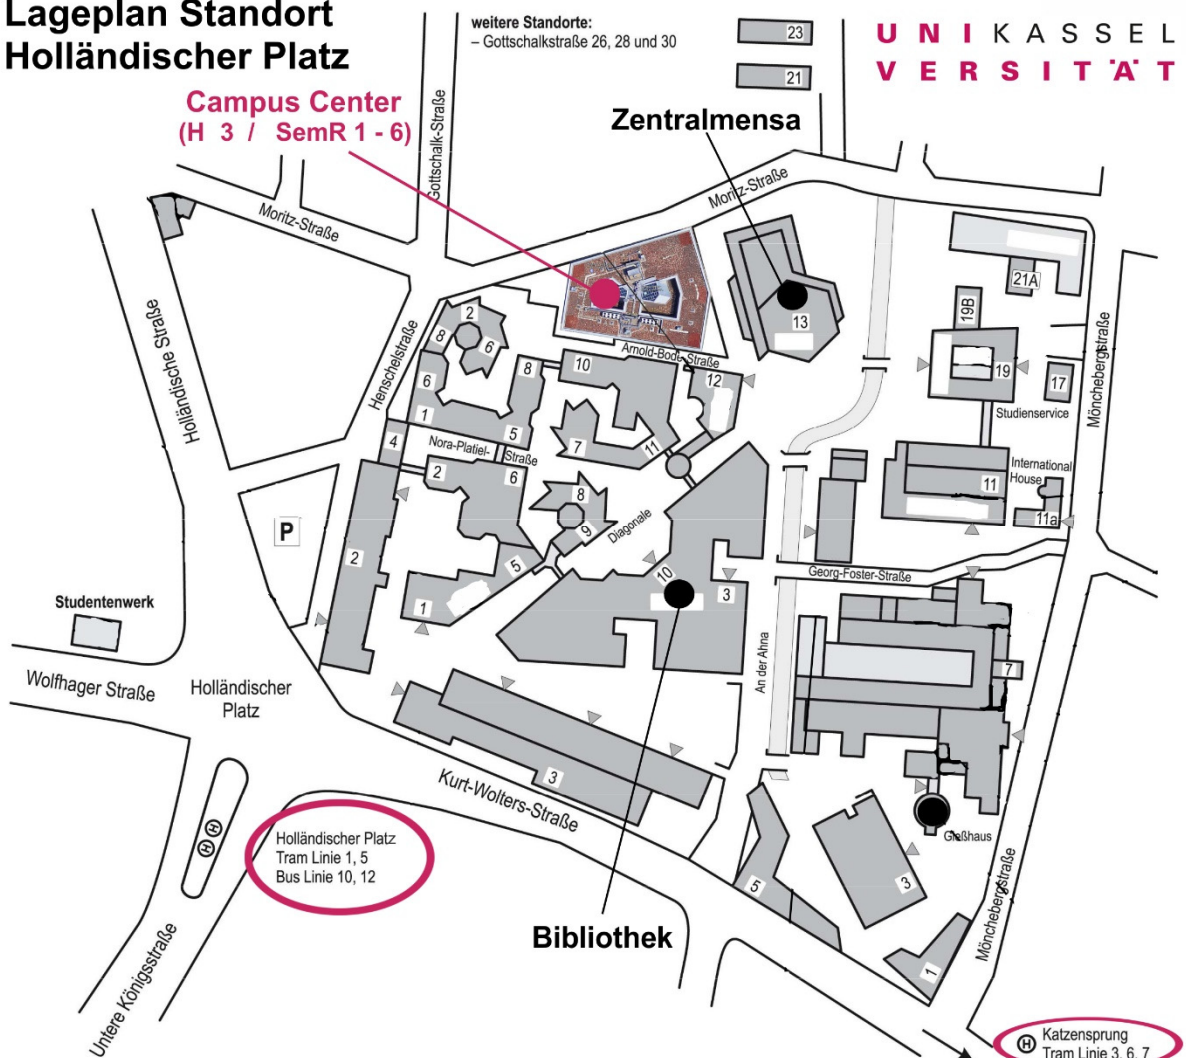 Lageplan Standort
Holländischer Platz
weitere Standorte:
– Gottschalkstraße 26, 28 und 30
23
21
UNIKASSEL
VERSITÄT
Campus Center
(H 3 / SemR 1 - 6)
Zentralmensa
Gottschalk-Straße
Moritz-Straße
Moritz-Straße
Holländische Straße
Henschelstraße
Mönchebergstraße
21A
19B
19
17
Studienservice
13
Arnold-Bode-Straße
2
8
6
6
8
10
12
1
5
7
11
4
Nora-Platiel-
Straße
2
6
8
9
Diagonale
International
House
11
11a
P
2
5
1
10
3
Georg-Foster-Straße
Studentenwerk
An der Ahna
7
Wolfhager Straße
Holländischer
Platz
3
Kurt-Wolters-Straße
H
H
Holländischer Platz
Tram Linie 1, 5
Bus Linie 10, 12
Gießhaus
5
3
1
Mönchebergstraße
Bibliothek
Untere Königsstraße
H Katzensprung
Tram Linie 3, 6, 7